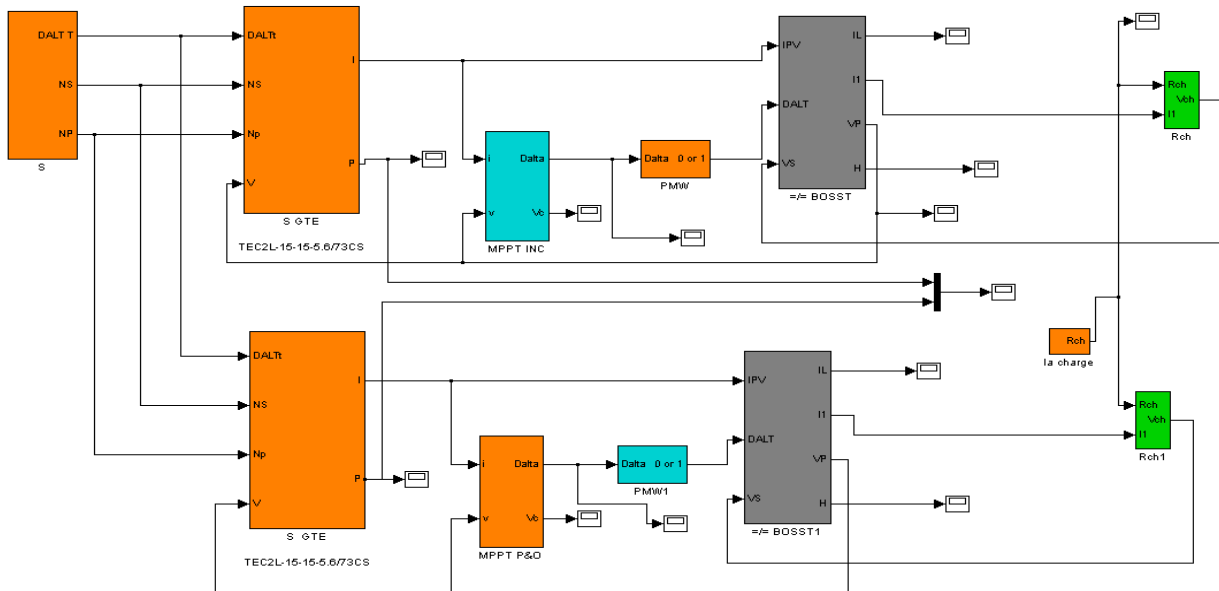 DALT T
NS
NP
S
DALTt
NS
Np
V
I
P
S GTE
TEC2L-15-15-5.6/73CS
i
v
Dalta
Vc
MPPT INC
Dalta 0 or 1
PMW
IPV
DALT
VS
IL
I1
VP
H
=/= BOSST
Rch
I1
Vch
Rch
Rch
la charge
DALTt
NS
Np
V
I
P
S GTE
TEC2L-15-15-5.6/73CS
i
v
Dalta
Vc
MPPT P&O
Dalta 0 or 1
PMW1
IPV
DALT
VS
IL
I1
VP
H
=/= BOSST1
Rch
I1
Vch
Rch1